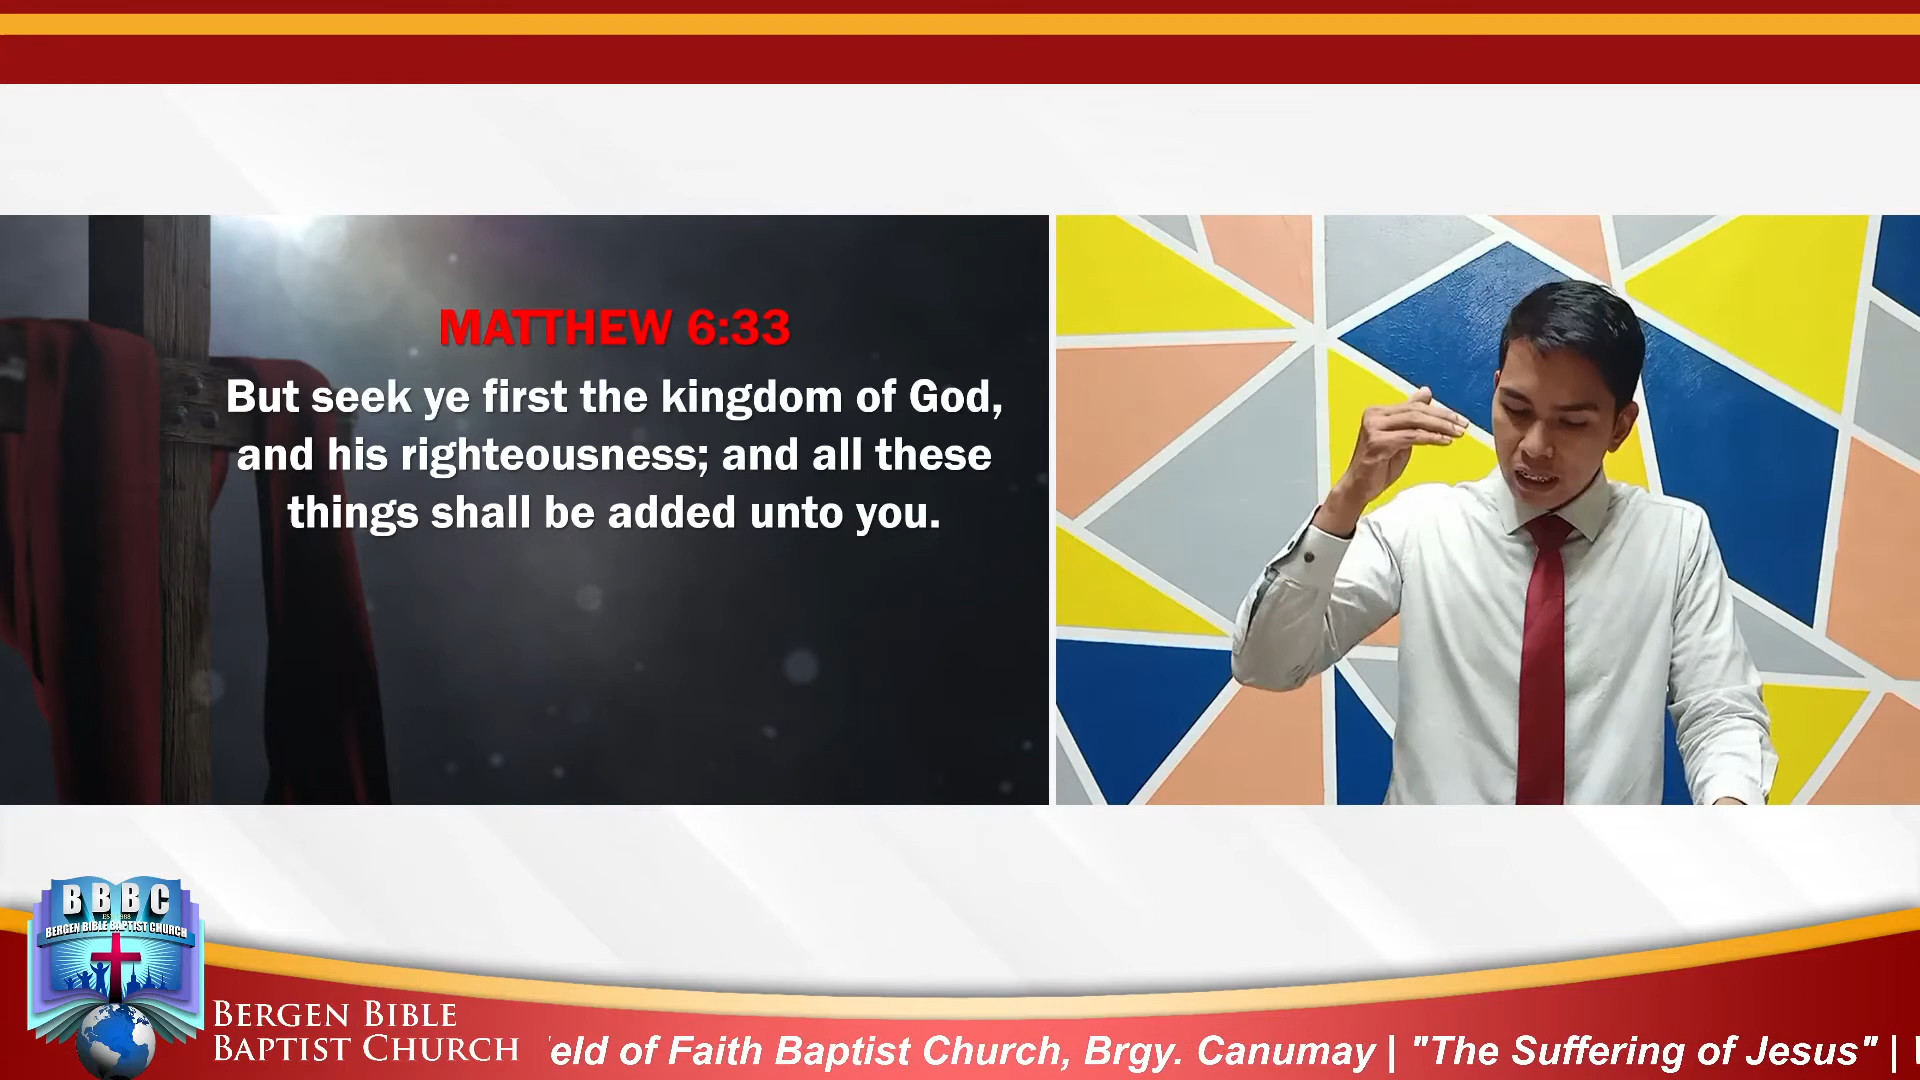 MATTHEW 6:33
But seek ye first the kingdom of God,
and his righteousness; and all these
things shall be added unto you.
B B B C
BERGEN BIBLE BAPTIST CHURCH
BERGEN BIBLE
BAPTIST CHURCH
eld of Faith Baptist Church, Brgy. Canumay | "The Suffering of Jesus" |